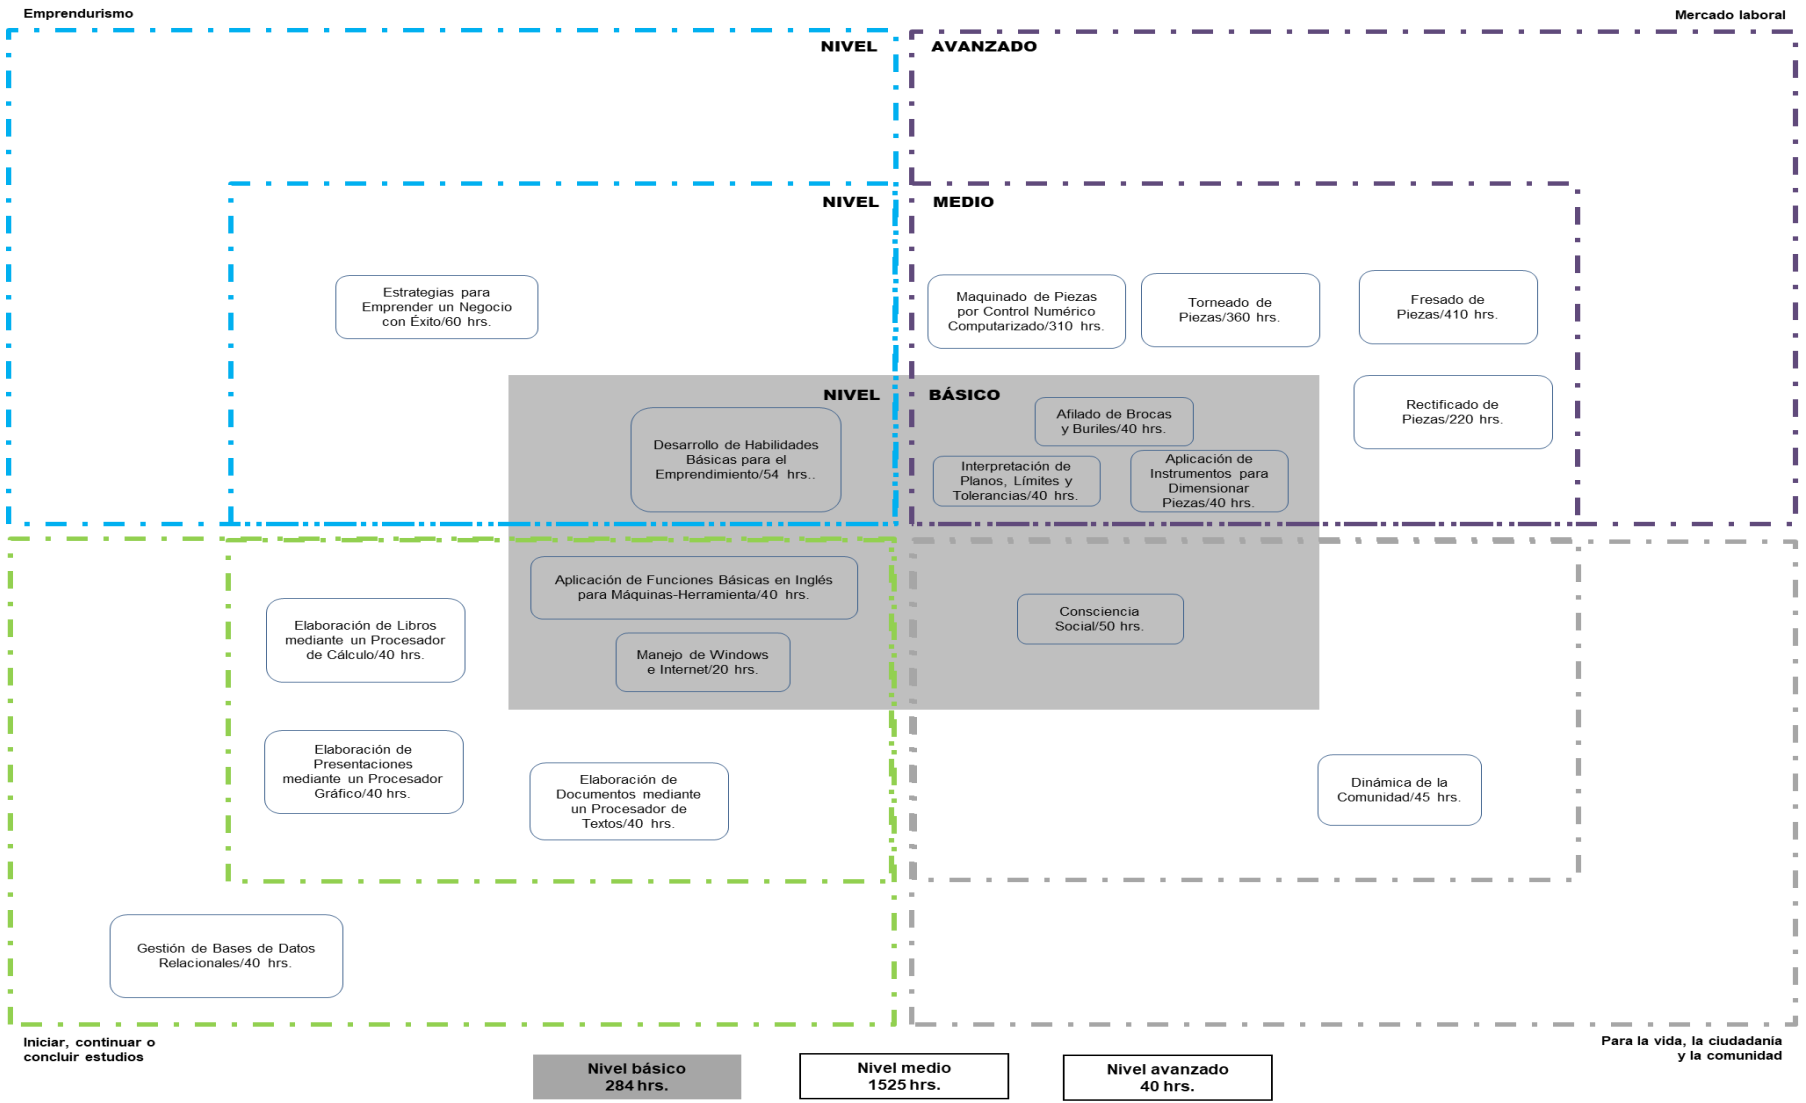 Emprendurismo
Mercado laboral
NIVEL AVANZADO
NIVEL MEDIO
Estrategias para
Emprender un Negocio
con Éxito/60 hrs.
Maquinado de Piezas
por Control Numérico
Computarizado/310 hrs.
Torneado de
Piezas/360 hrs.
Fresado de
Piezas/410 hrs.
Rectificado de
Piezas/220 hrs.
NIVEL BÁSICO
Desarrollo de Habilidades
Básicas para el
Emprendimiento/54 hrs..
Afilado de Brocas
y Buriles/40 hrs.
Interpretación de
Planos, Límites y
Tolerancias/40 hrs.
Aplicación de
Instrumentos para
Dimensionar
Piezas/40 hrs.
Aplicación de Funciones Básicas en Inglés
para Máquinas-Herramienta/40 hrs.
Manejo de Windows
e Internet/20 hrs.
Consciencia
Social/50 hrs.
Elaboración de Libros
mediante un Procesador
de Cálculo/40 hrs.
Elaboración de
Presentaciones
mediante un Procesador
Gráfico/40 hrs.
Elaboración de
Documentos mediante
un Procesador de
Textos/40 hrs.
Dinámica de la
Comunidad/45 hrs.
Gestión de Bases de Datos
Relacionales/40 hrs.
Iniciar, continuar o
concluir estudios
Para la vida, la ciudadanía
y la comunidad
Nivel básico
284 hrs.
Nivel medio
1525 hrs.
Nivel avanzado
40 hrs.